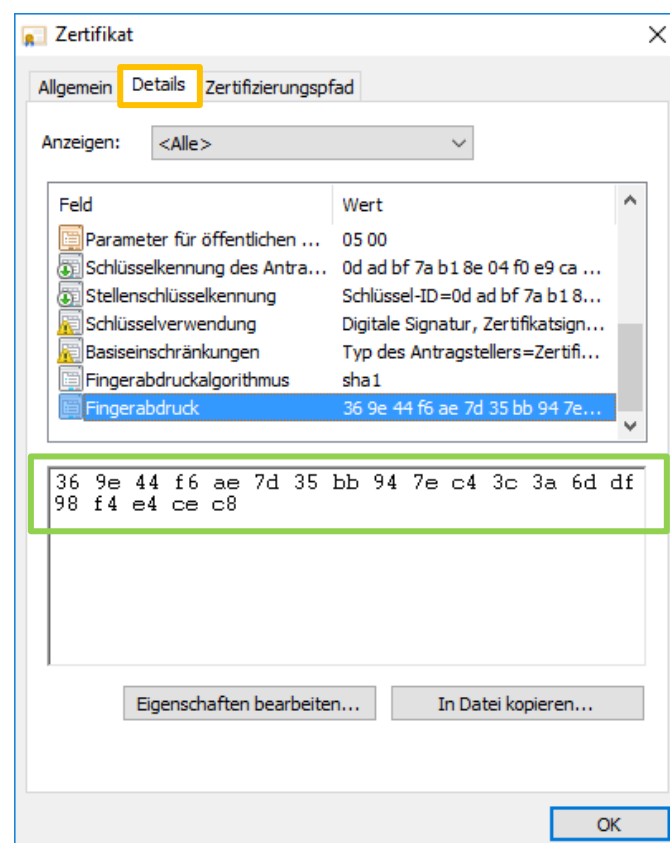 Zertifikat
Allgemein Details Zertifizierungspfad
Anzeigen: <Alle>
Feld Wert
Parameter für öffentlichen ... 05 00
Schlüsselkennung des Antra... 0d ad bf 7a b1 8e 04 f0 e9 ca ...
Stellenschlüsselkennung Schlüssel-ID=0d ad bf 7a b1 8...
Schlüsselverwendung Digitale Signatur, Zertifikatsign...
Basiseinschränkungen Typ des Antragstellers=Zertifi...
Fingerabdruckalgorithmus sha1
Fingerabdruck 36 9e 44 f6 ae 7d 35 bb 94 7e...
36 9e 44 f6 ae 7d 35 bb 94 7e c4 3c 3a 6d df
98 f4 e4 ce c8
Eigenschaften bearbeiten... In Datei kopieren...
OK